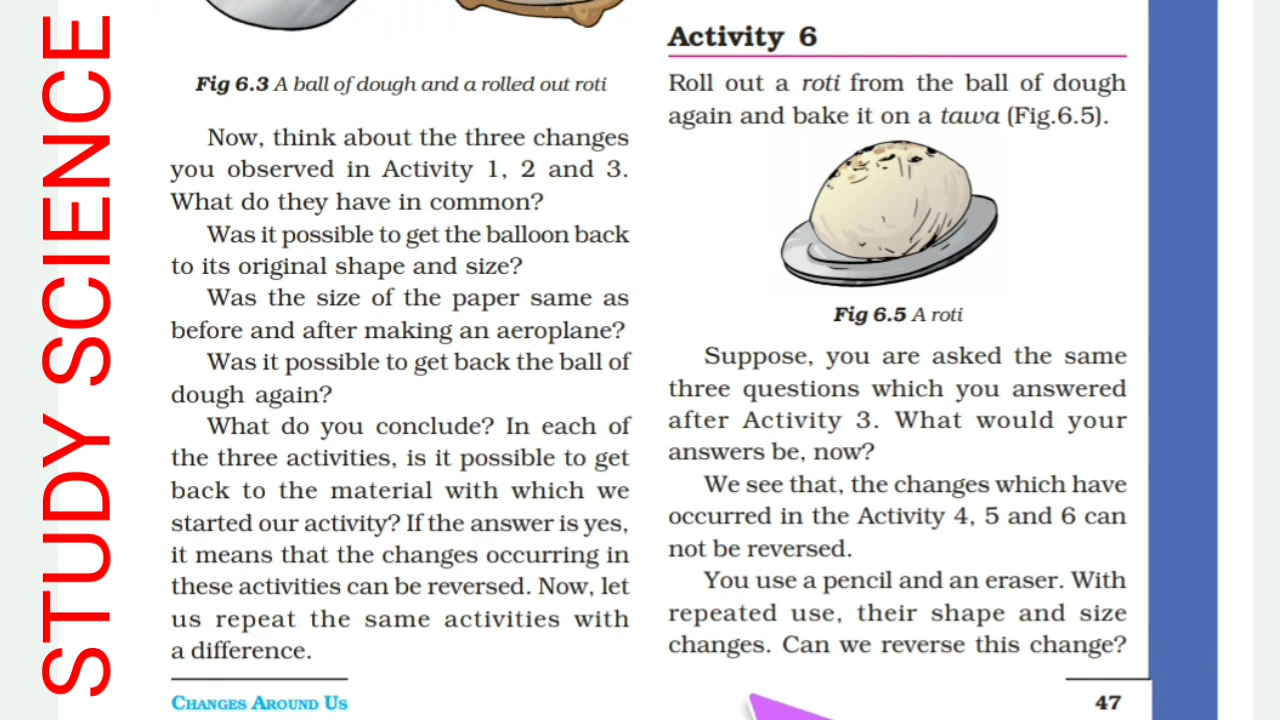 STUDY SCIENCE
Fig 6.3 A ball of dough and a rolled out roti
Now, think about the three changes
you observed in Activity 1, 2 and 3.
What do they have in common?
Was it possible to get the balloon back
to its original shape and size?
Was the size of the paper same as
before and after making an aeroplane?
Was it possible to get back the ball of
dough again?
What do you conclude? In each of
the three activities, is it possible to get
back to the material with which we
started our activity? If the answer is yes,
it means that the changes occurring in
these activities can be reversed. Now, let
us repeat the same activities with
a difference.
Activity 6
Roll out a roti from the ball of dough
again and bake it on a tawa (Fig.6.5).
Fig 6.5 A roti
Suppose, you are asked the same
three questions which you answered
after Activity 3. What would your
answers be, now?
We see that, the changes which have
occurred in the Activity 4, 5 and 6 can
not be reversed.
You use a pencil and an eraser. With
repeated use, their shape and size
changes. Can we reverse this change?
CHANGES AROUND US
47